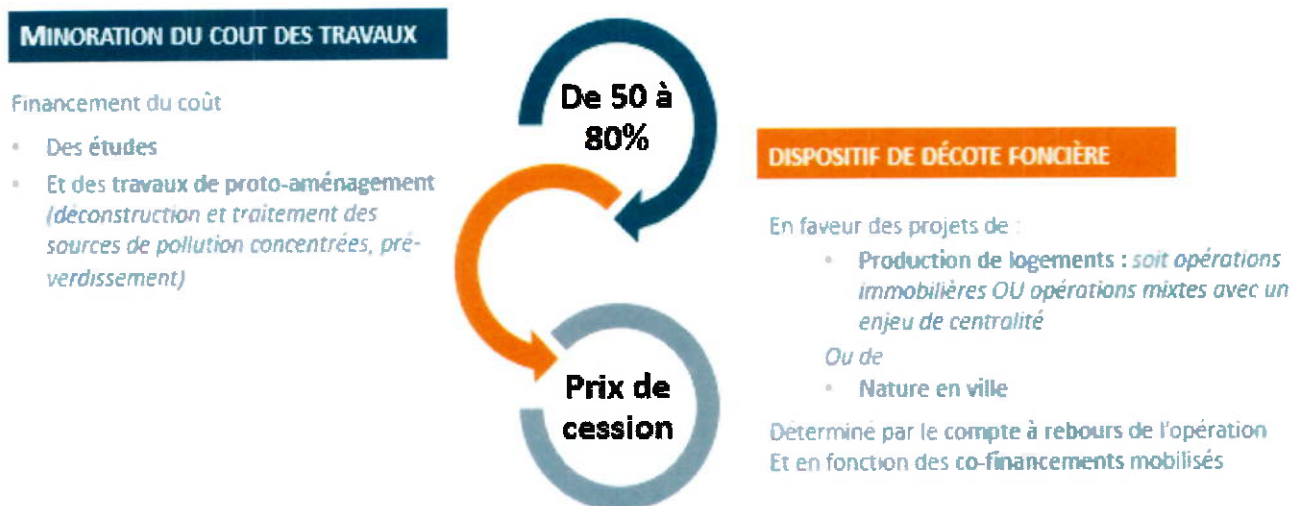 MINORATION DU COUT DES TRAVAUX
Financement du coût
• Des études
• Et des travaux de proto-aménagement
(déconstruction et traitement des
sources de pollution concentrées, pré-
verdissement)
De 50 à
80%
Prix de
cession
DISPOSITIF DE DÉCOTE FONCIÈRE
En faveur des projets de :
• Production de logements : soit opérations
immobilières OU opérations mixtes avec un
enjeu de centralité
Ou de
• Nature en ville
Déterminé par le compte à rebours de l'opération
Et en fonction des co-financements mobilisés